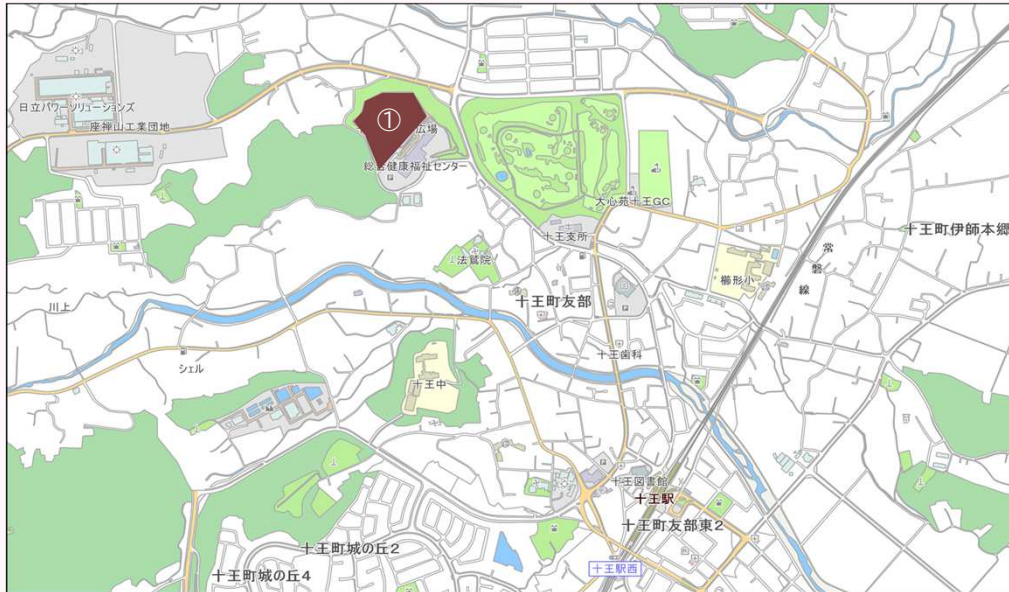 日立パワーソリューションズ
座禅山工業団地
①
広場
総合健康福祉センター
大心苑十王GC
十王支所
十王町伊師本郷
常磐線
法鷲院
櫛形小
十王町友部
川上
シェル
十王歯科
十王中
十王図書館
十王駅
十王町友部東2
十王町城の丘2
十王駅西
十王町城の丘4